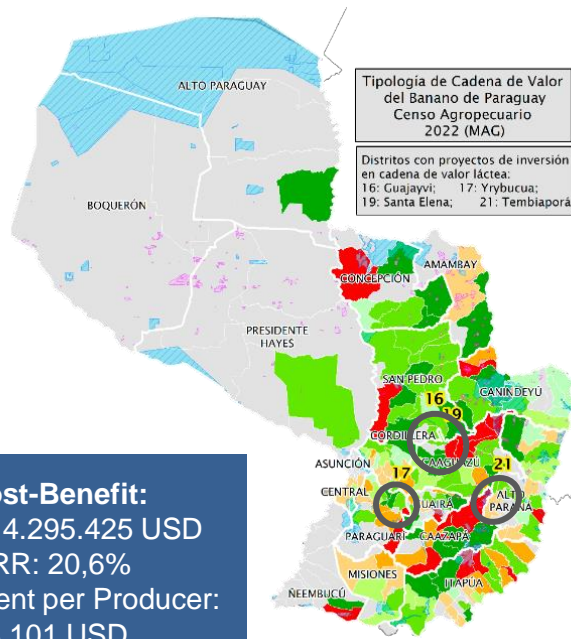 ALTO PARAGUAY
Tipología de Cadena de Valor
del Banano de Paraguay
Censo Agropecuario
2022 (MAG)
Distritos con proyectos de inversión
en cadena de valor láctea:
16: Guajayvi; 17: Yrybucua;
19: Santa Elena; 21: Tembiaporá
BOQUERÓN
AMAMBAY
CONCEPCIÓN
PRESIDENTE
HAYES
SAN PEDRO
CANINDEYÚ
16
19
CORDILLERA
CAAGUAZÚ
21
ASUNCIÓN
17
CENTRAL
ALTO
PARANÁ
UAIRÁ
PARAGUARÍ
CAAZAPÁ
MISIONES
ITAPÚA
ÑEEMBUCÚ
ost-Benefit:
4.295.425 USD
RR: 20,6%
ent per Producer:
101 USD